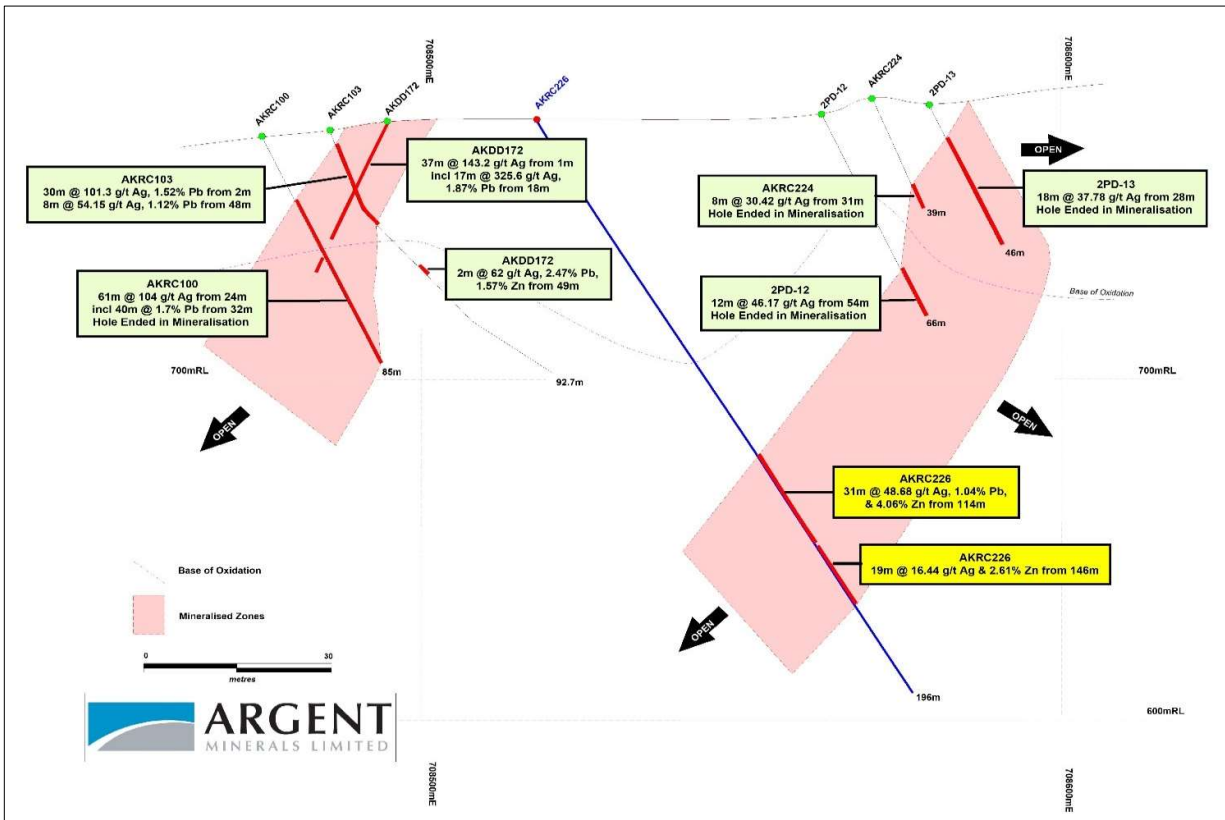 708500mE
708600mE
AKRC100
AKRC103
AKDD172
AKRC226
2PD-12
AKRC224
2PD-13
OPEN
AKDD172
37m @ 143.2 g/t Ag from 1m
incl 17m @ 325.6 g/t Ag,
1.87% Pb from 18m
AKRC103
30m @ 101.3 g/t Ag, 1.52% Pb from 2m
8m @ 54.15 g/t Ag, 1.12% Pb from 48m
AKRC224
8m @ 30.42 g/t Ag from 31m
Hole Ended in Mineralisation
2PD-13
18m @ 37.78 g/t Ag from 28m
Hole Ended in Mineralisation
39m
46m
AKRC100
61m @ 104 g/t Ag from 24m
incl 40m @ 1.7% Pb from 32m
Hole Ended in Mineralisation
AKDD172
2m @ 62 g/t Ag, 2.47% Pb,
1.57% Zn from 49m
2PD-12
12m @ 46.17 g/t Ag from 54m
Hole Ended in Mineralisation
Base of Oxidation
66m
700mRL
85m
92.7m
700mRL
OPEN
OPEN
AKRC226
31m @ 48.68 g/t Ag, 1.04% Pb,
& 4.06% Zn from 114m
AKRC226
19m @ 16.44 g/t Ag & 2.61% Zn from 146m
Base of Oxidation
Mineralised Zones
OPEN
0
30
metres
196m
ARGENT
MINERALS LIMITED
600mRL
708500mE
708600mE